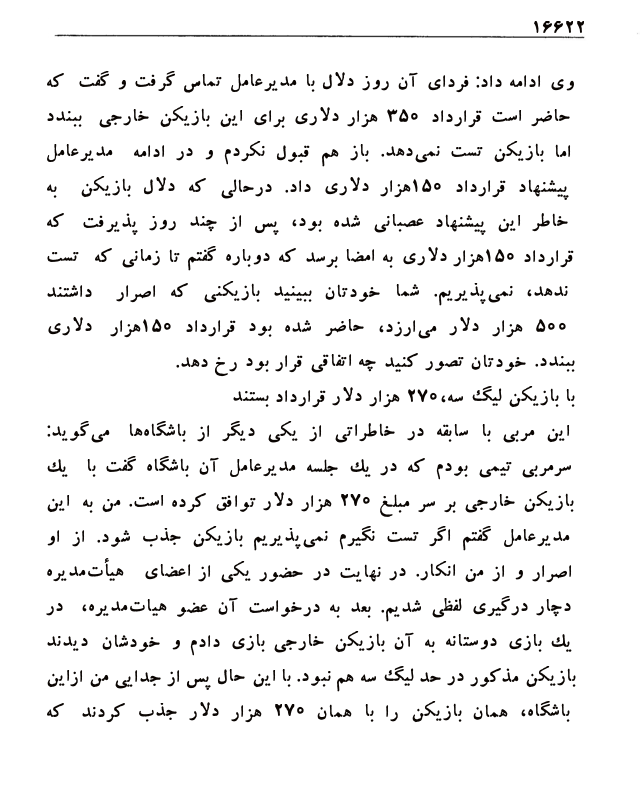 ۱۶۶۲۲
وی ادامه داد: فردای آن روز دلال با مدیرعامل تماس گرفت و گفت که
حاضر است قرارداد ۳۵۰ هزار دلاری برای این بازیکن خارجی ببندد
اما بازیکن تست نمی‌دهد. باز هم قبول نکردم و در ادامه مدیرعامل
پیشنهاد قرارداد ۱۵۰هزار دلاری داد. درحالی که دلال بازیکن به
خاطر این پیشنهاد عصبانی شده بود، پس از چند روز پذیرفت که
قرارداد ۱۵۰هزار دلاری به امضا برسد که دوباره گفتم تا زمانی که تست
ندهد، نمی‌پذیریم. شما خودتان ببینید بازیکنی که اصرار داشتند
۵۰۰ هزار دلار می‌ارزد، حاضر شده بود قرارداد ۱۵۰هزار دلاری
ببندد. خودتان تصور کنید چه اتفاقی قرار بود رخ دهد.
با بازیکن لیگ سه، ۲۷۰ هزار دلار قرارداد بستند
این مربی با سابقه در خاطراتی از یکی دیگر از باشگاه‌ها می‌گوید:
سرمربی تیمی بودم که در یك جلسه مدیرعامل آن باشگاه گفت با یك
بازیکن خارجی بر سر مبلغ ۲۷۰ هزار دلار توافق کرده است. من به این
مدیرعامل گفتم اگر تست نگیرم نمی‌پذیریم بازیکن جذب شود. از او
اصرار و از من انکار. در نهایت در حضور یکی از اعضای هیأت‌مدیره
دچار درگیری لفظی شدیم. بعد به درخواست آن عضو هیات‌مدیره، در
یك بازی دوستانه به آن بازیکن خارجی بازی دادم و خودشان دیدند
بازیکن مذکور در حد لیگ سه هم نبود. با این حال پس از جدایی من ازاین
باشگاه، همان بازیکن را با همان ۲۷۰ هزار دلار جذب کردند که